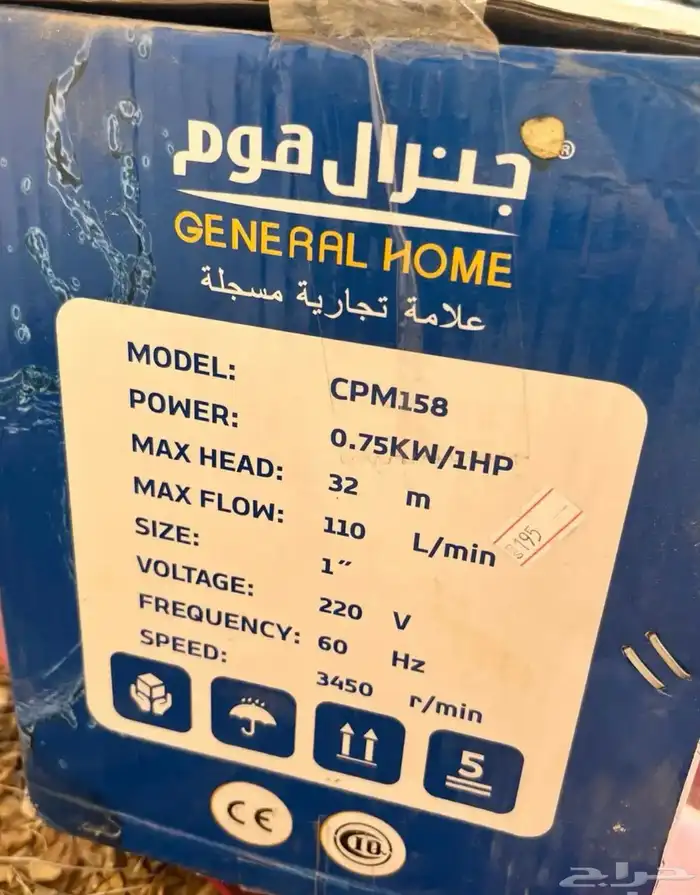 جنرال هوم
®
GENERAL HOME
علامة تجارية مسجلة
MODEL: CPM158
POWER: 0.75KW/1HP
MAX HEAD: 32 m
MAX FLOW: 110 L/min
SIZE: 1"
VOLTAGE: 220 V
FREQUENCY: 60 Hz
SPEED: 3450 r/min
195
5
CE
حراج